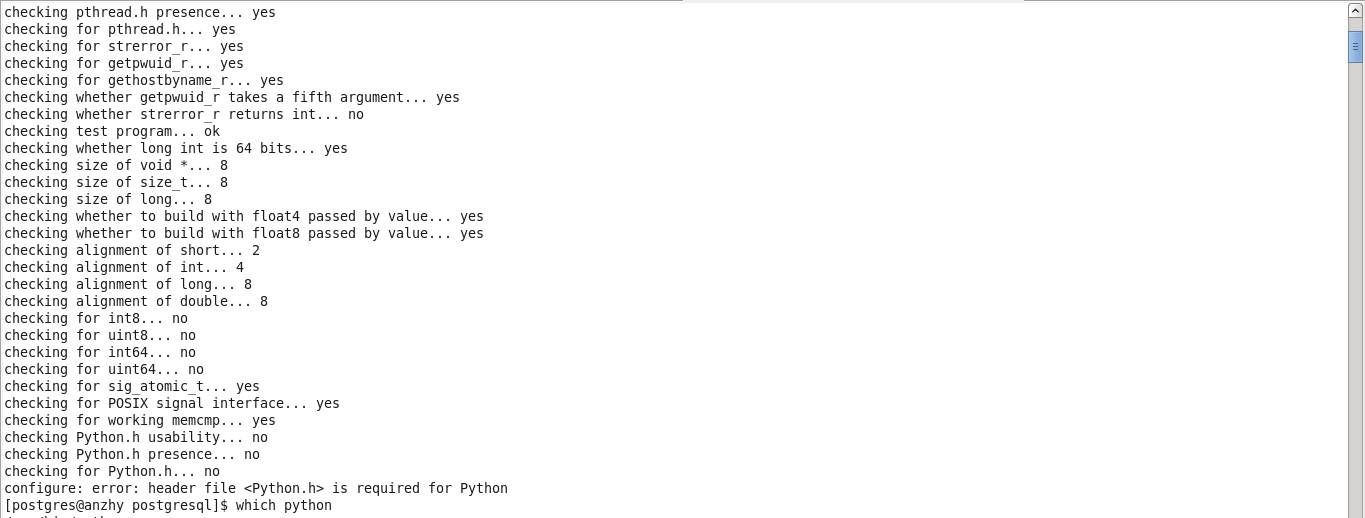 checking pthread.h presence... yes
checking for pthread.h... yes
checking for strerror_r... yes
checking for getpwuid_r... yes
checking for gethostbyname_r... yes
checking whether getpwuid_r takes a fifth argument... yes
checking whether strerror_r returns int... no
checking test program... ok
checking whether long int is 64 bits... yes
checking size of void *... 8
checking size of size_t... 8
checking size of long... 8
checking whether to build with float4 passed by value... yes
checking whether to build with float8 passed by value... yes
checking alignment of short... 2
checking alignment of int... 4
checking alignment of long... 8
checking alignment of double... 8
checking for int8... no
checking for uint8... no
checking for int64... no
checking for uint64... no
checking for sig_atomic_t... yes
checking for POSIX signal interface... yes
checking for working memcmp... yes
checking Python.h usability... no
checking Python.h presence... no
checking for Python.h... no
configure: error: header file <Python.h> is required for Python
[postgres@anzhy postgresql]$ which python